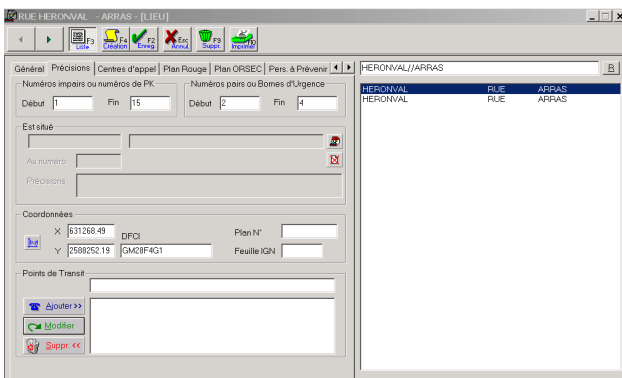 RUE HERONVAL - ARRAS - [LIEU]
F3 Liste
F4 Création
F2 Enreg.
Esc Annul
F9 Suppr.
Imprimer
Général Précisions Centres d'appel Plan Rouge Plan ORSEC Pers. à Prévenir
HERONVAL//ARRAS B
Numéros impairs ou numéros de PK
Numéros pairs ou Bornes d'Urgence
Début 1 Fin 15 Début 2 Fin 4
HERONVAL RUE ARRAS
HERONVAL RUE ARRAS
Est situé
Au numéro
Précisions
Coordonnées
X 631268.49 DFCI Plan N°
Y 2588252.19 GM28F4G1 Feuille IGN
Points de Transit
Ajouter >>
Modifier
Suppr. <<